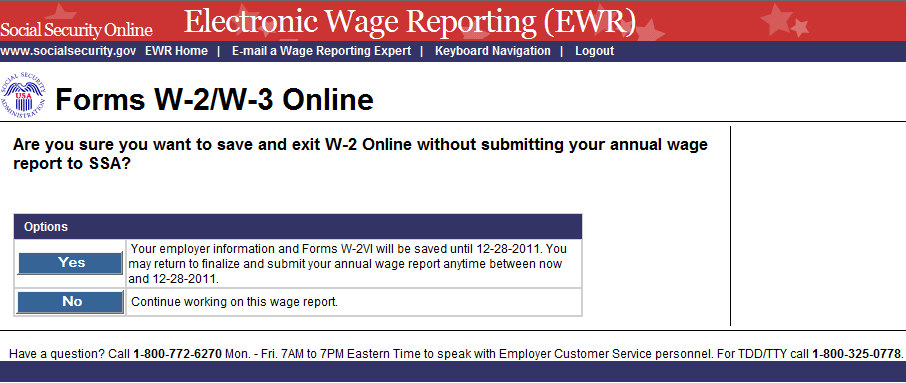 Social Security Online Electronic Wage Reporting (EWR)
www.socialsecurity.gov EWR Home | E-mail a Wage Reporting Expert | Keyboard Navigation | Logout
SOCIAL SECURITY ADMINISTRATION
USA
Forms W-2/W-3 Online
Are you sure you want to save and exit W-2 Online without submitting your annual wage
report to SSA?
Options
Yes
Your employer information and Forms W-2VI will be saved until 12-28-2011. You
may return to finalize and submit your annual wage report anytime between now
and 12-28-2011.
No
Continue working on this wage report.
Have a question? Call 1-800-772-6270 Mon. - Fri. 7AM to 7PM Eastern Time to speak with Employer Customer Service personnel. For TDD/TTY call 1-800-325-0778.